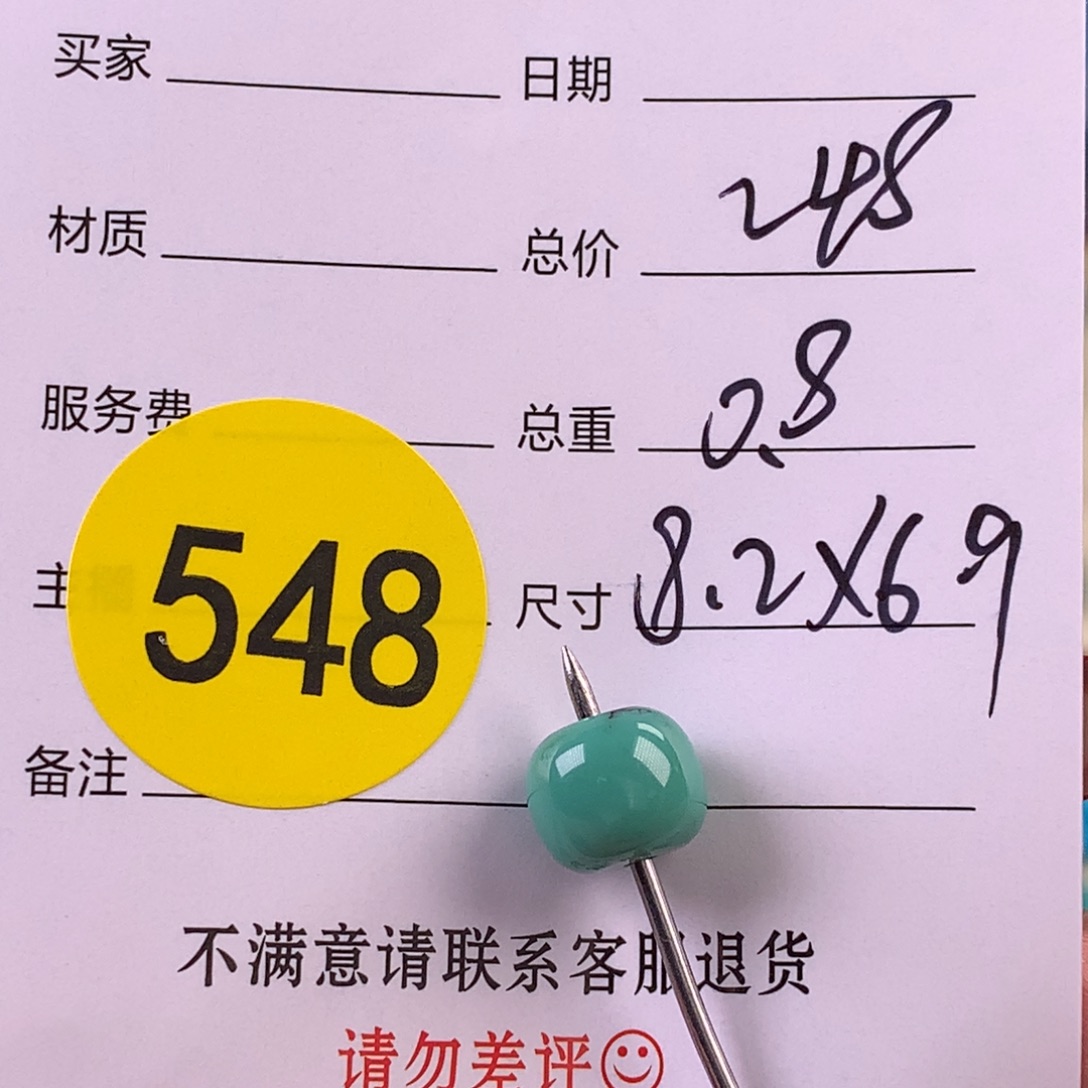 买家 日期
材质 总价 248
服务费 总重 0.8
主 548 尺寸 8.2X6 9
备注
不满意请联系客服退货
请勿差评